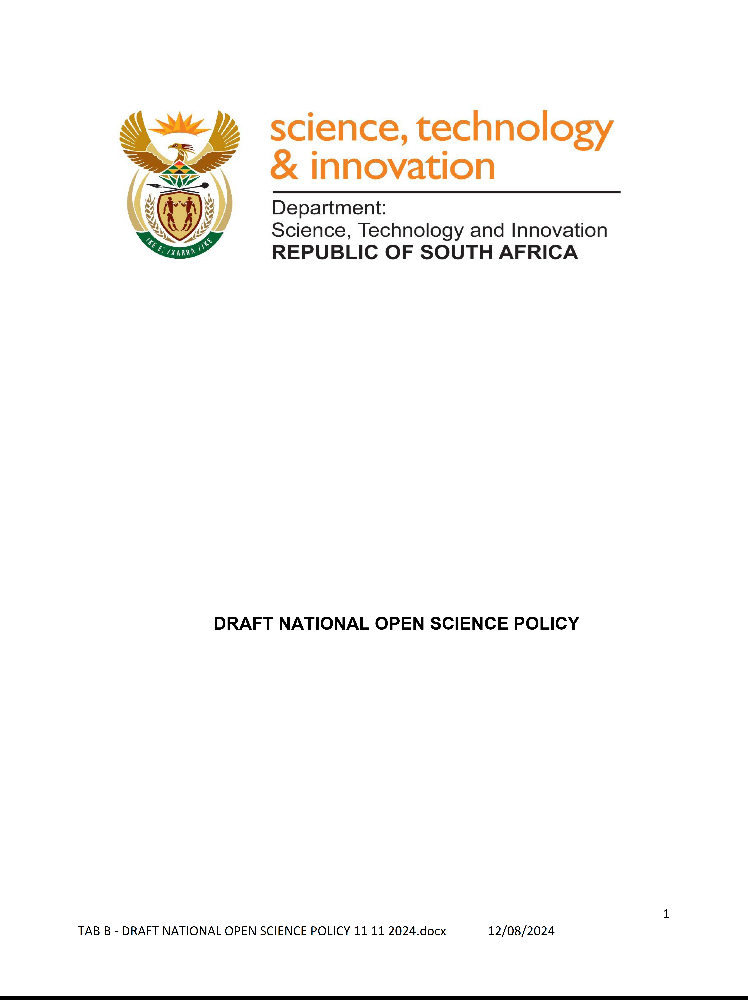 science, technology
& innovation
Department:
Science, Technology and Innovation
REPUBLIC OF SOUTH AFRICA
!KE E: /XARRA //KE
DRAFT NATIONAL OPEN SCIENCE POLICY
1
TAB B - DRAFT NATIONAL OPEN SCIENCE POLICY 11 11 2024.docx 12/08/2024